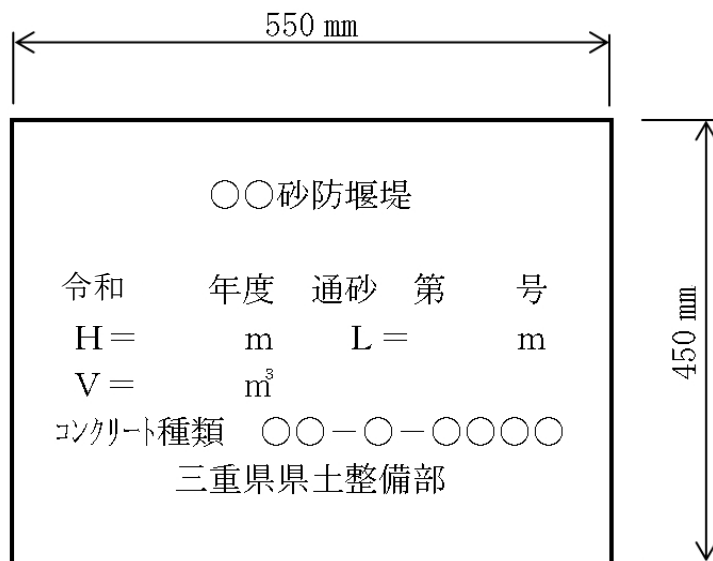 550 mm
○○砂防堰堤
令和　年度　通砂　第　号
H＝　m　L＝　m
V＝　㎥
450 mm
ｺﾝｸﾘｰﾄ種類　○○－○－○○○○
三重県県土整備部